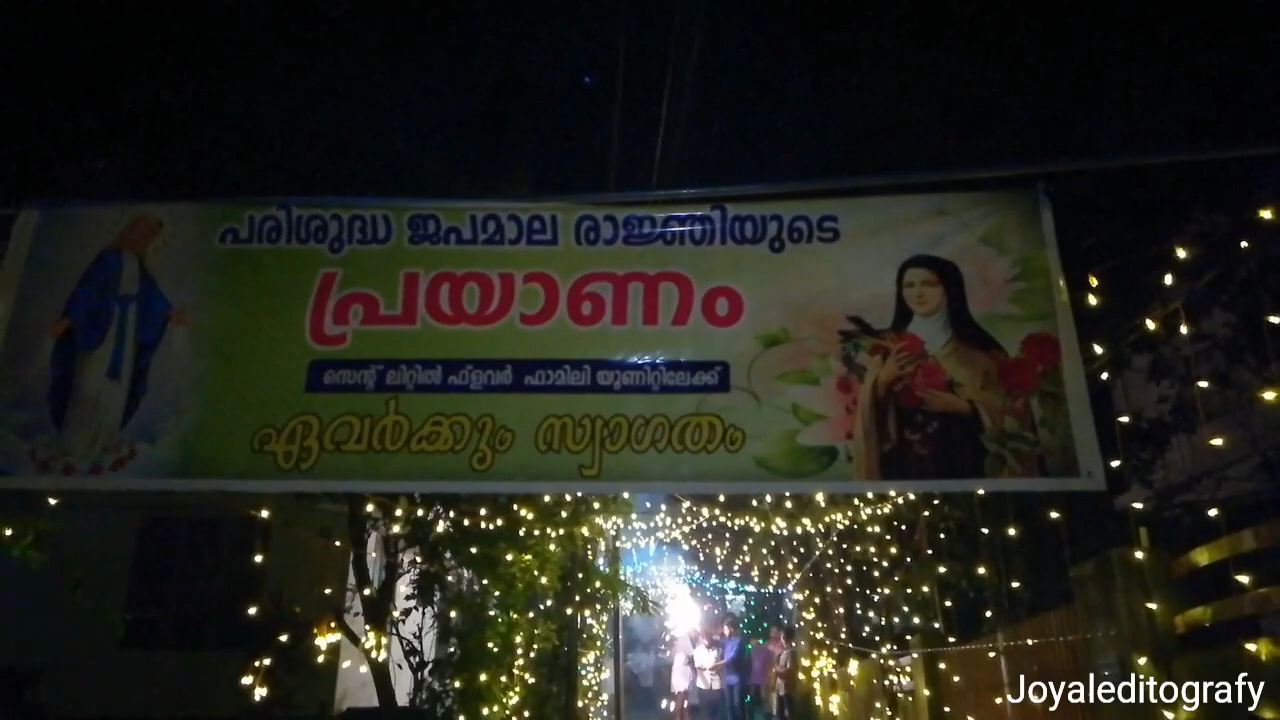 പരിശുദ്ധ ജപമാല രാജ്ഞിയുടെ
പ്രയാണം
സെന്റ് ലിറ്റിൽ ഫ്ളവർ ഫാമിലി യൂണിറ്റിലേക്ക്
ഏവർക്കും സ്വാഗതം
Joyaleditografy